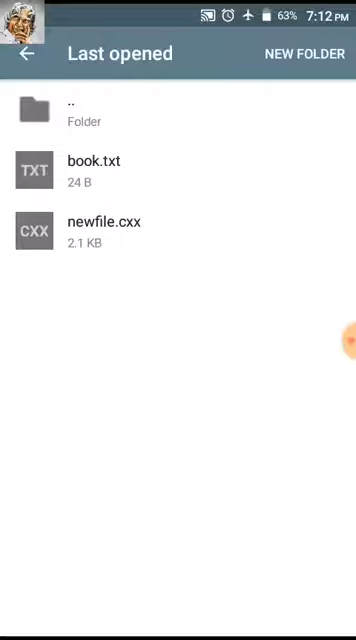 63% 7:12 PM
Last opened NEW FOLDER
..
Folder
TXT book.txt
24 B
CXX newfile.cxx
2.1 KB